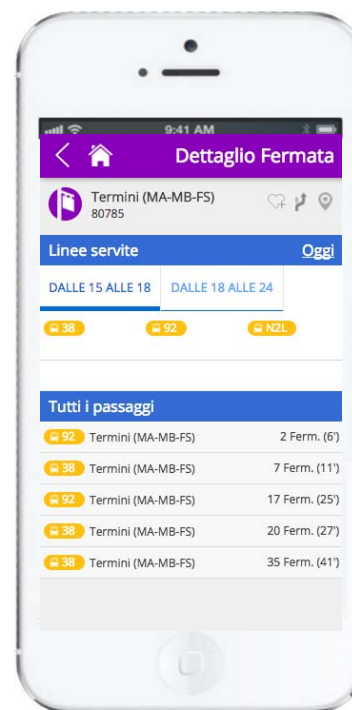 9:41 AM
Dettaglio Fermata
Termini (MA-MB-FS)
80785
Linee servite Oggi
DALLE 15 ALLE 18 DALLE 18 ALLE 24
38 92 N2L
Tutti i passaggi
92 Termini (MA-MB-FS) 2 Ferm. (6')
38 Termini (MA-MB-FS) 7 Ferm. (11')
92 Termini (MA-MB-FS) 17 Ferm. (25')
38 Termini (MA-MB-FS) 20 Ferm. (27')
38 Termini (MA-MB-FS) 35 Ferm. (41')